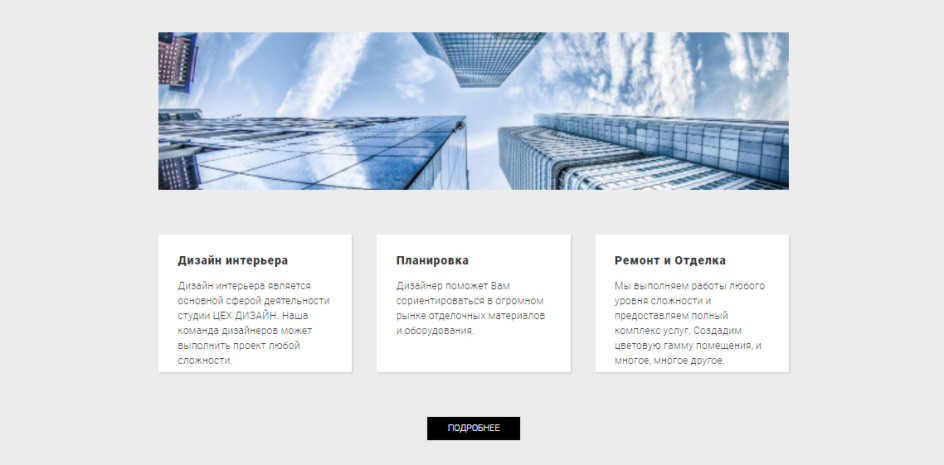 Дизайн интерьера
Дизайн интерьера является
основной сферой деятельности
студии ЦЕХ ДИЗАЙН. Наша
команда дизайнеров может
выполнить проект любой
сложности.
Планировка
Дизайнер поможет Вам
сориентироваться в огромном
рынке отделочных материалов
и оборудования.
Ремонт и Отделка
Мы выполняем работы любого
уровня сложности и
предоставляем полный
комплекс услуг. Создадим
цветовую гамму помещения, и
многое, многое другое.
ПОДРОБНЕЕ